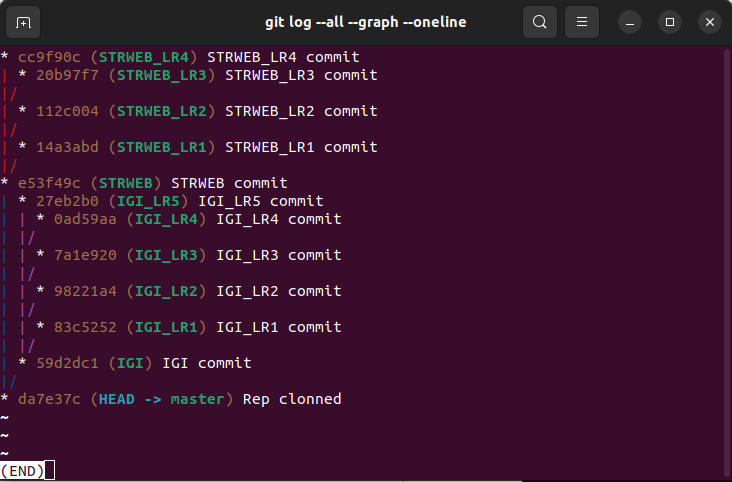 git log --all --graph --oneline
* cc9f90c (STRWEB_LR4) STRWEB_LR4 commit
| * 20b97f7 (STRWEB_LR3) STRWEB_LR3 commit
|/
| * 112c004 (STRWEB_LR2) STRWEB_LR2 commit
|/
| * 14a3abd (STRWEB_LR1) STRWEB_LR1 commit
|/
* e53f49c (STRWEB) STRWEB commit
| * 27eb2b0 (IGI_LR5) IGI_LR5 commit
| | * 0ad59aa (IGI_LR4) IGI_LR4 commit
| |/
| | * 7a1e920 (IGI_LR3) IGI_LR3 commit
| |/
| | * 98221a4 (IGI_LR2) IGI_LR2 commit
| |/
| | * 83c5252 (IGI_LR1) IGI_LR1 commit
| |/
| * 59d2dc1 (IGI) IGI commit
|/
* da7e37c (HEAD -> master) Rep clonned
~
~
~
(END)